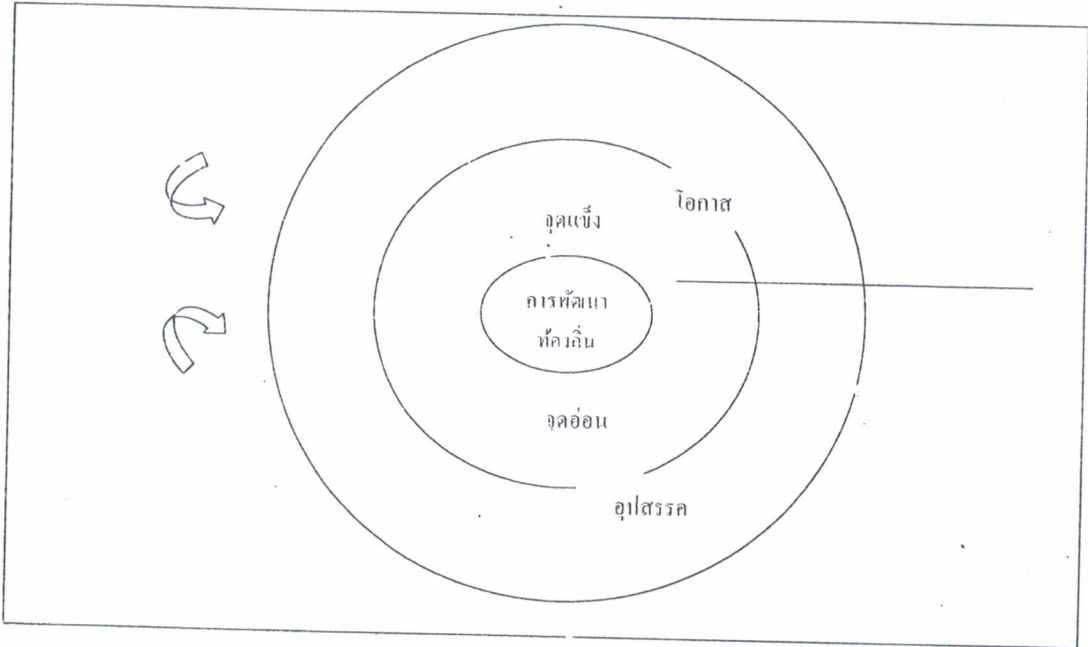 โอกาส
จุดแข็ง
การพัฒนา
ท้องถิ่น
จุดอ่อน
อุปสรรค